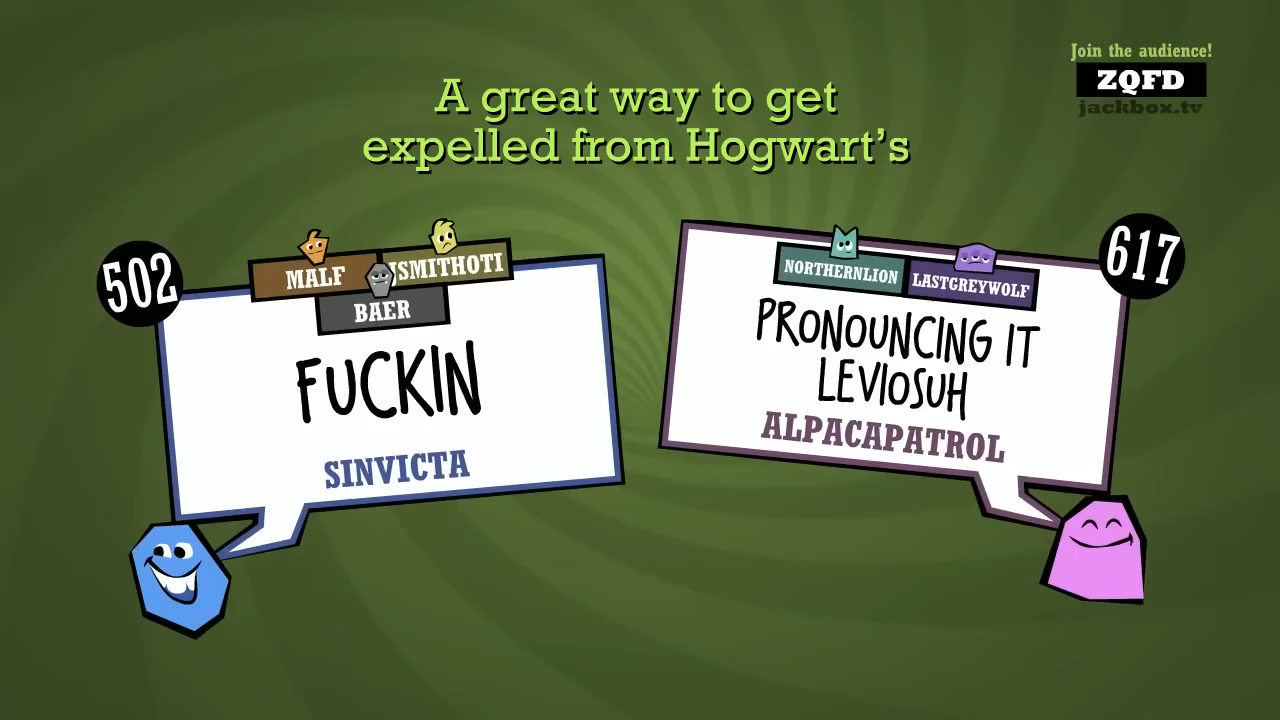 Join the audience!
ZQFD
jackbox.tv
A great way to get
expelled from Hogwart's
502
MALF
JSMITHOTI
BAER
FUCKIN
SINVICTA
617
NORTHERNLION
LASTGREYWOLF
PRONOUNCING IT
LEVIOSUH
ALPACAPATROL